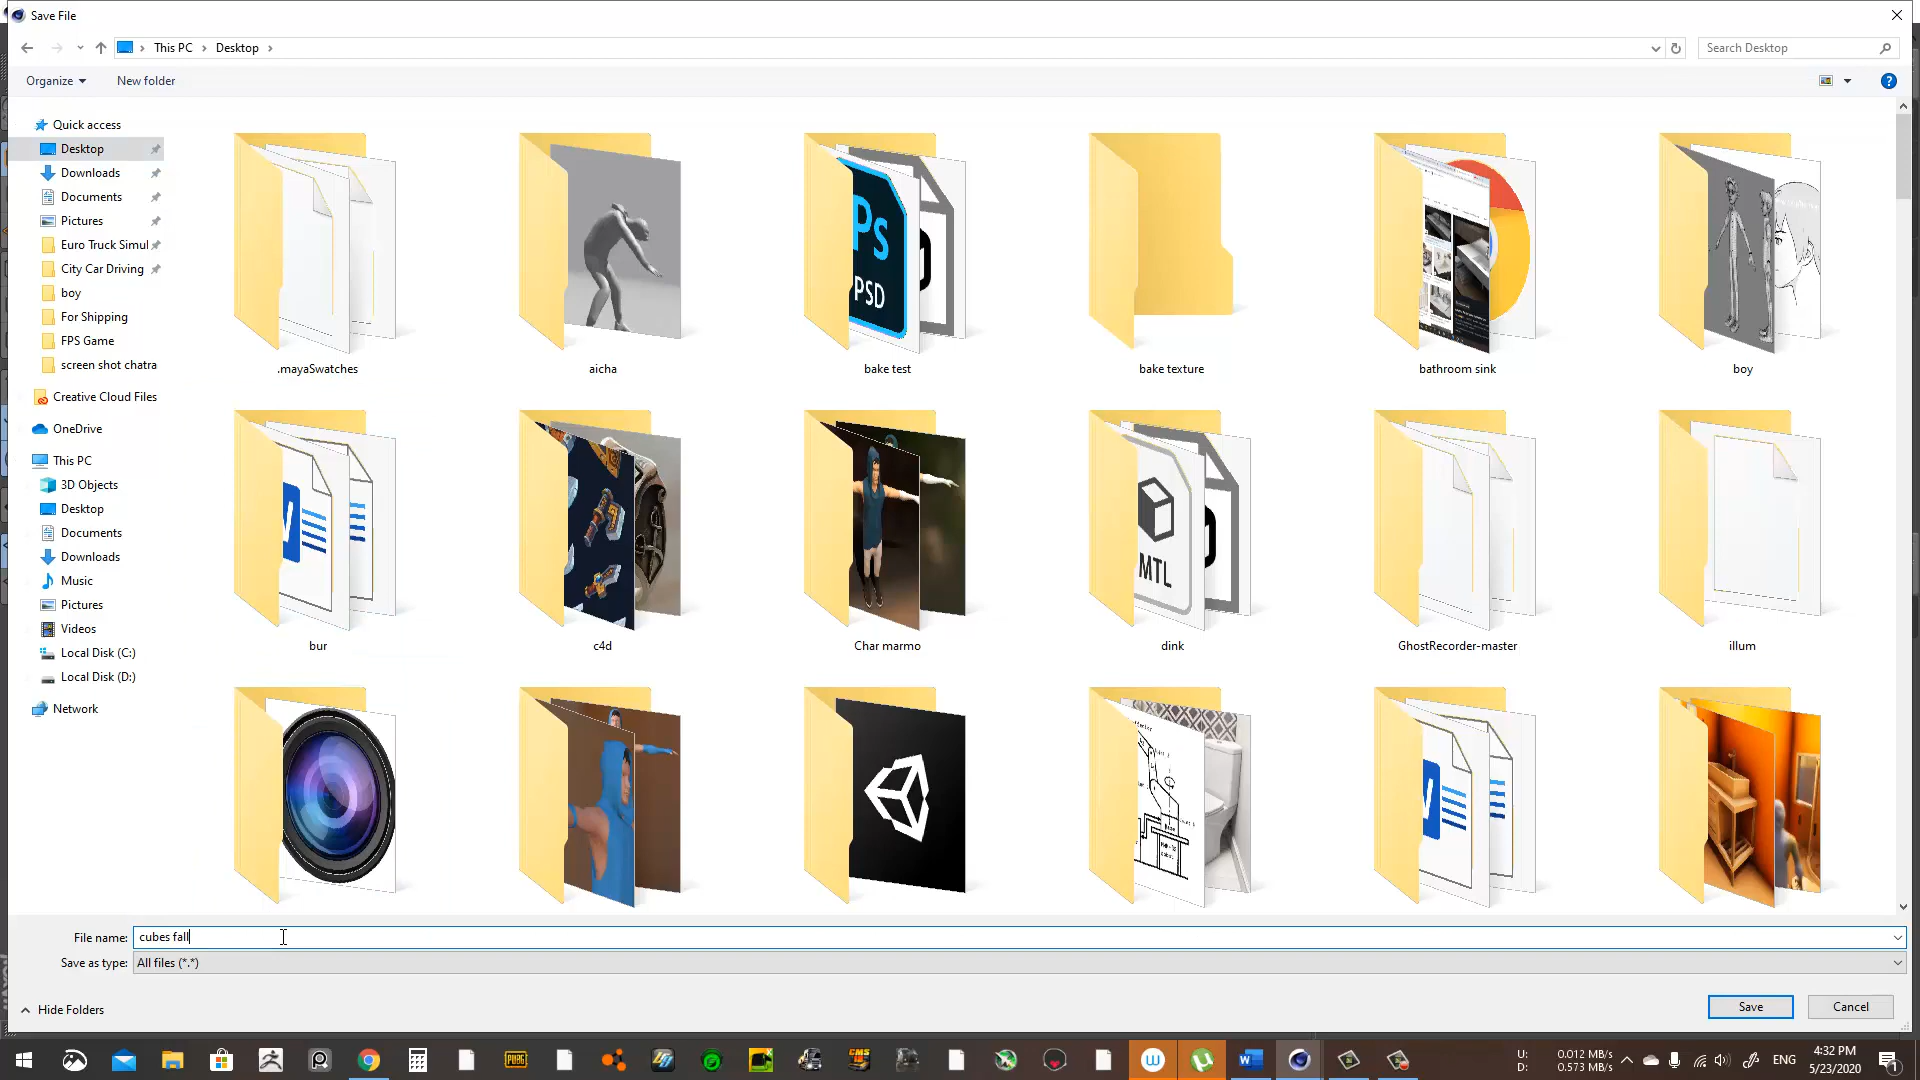 Save File
This PC
Desktop
Search Desktop
Organize
New folder
?
Quick access
Desktop
Downloads
Documents
Pictures
Euro Truck Simul
City Car Driving
boy
For Shipping
FPS Game
screen shot chatra
Creative Cloud Files
OneDrive
This PC
3D Objects
Desktop
Documents
Downloads
Music
Pictures
Videos
Local Disk (C:)
Local Disk (D:)
Network
Ps
PSD
.mayaSwatches
aicha
bake test
bake texture
bathroom sink
boy
MTL
bur
c4d
Char marmo
dink
GhostRecorder-master
illum
File name:
cubes fall
Save as type:
All files (*.*)
Hide Folders
Save
Cancel
PUBG
W
U: 0.012 MB/s
D: 0.573 MB/s
ENG
4:32 PM
5/23/2020
1